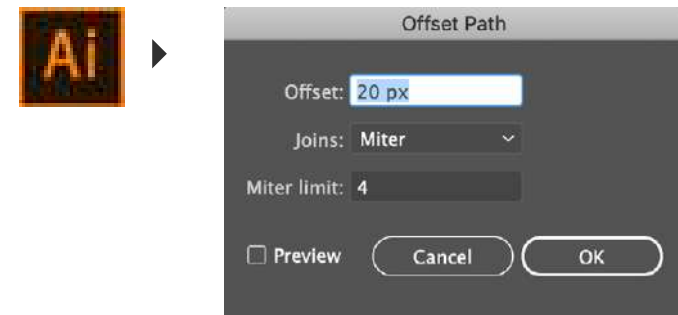 Ai
Offset Path
Offset: 20 px
Joins: Miter
Miter limit: 4
Preview Cancel OK